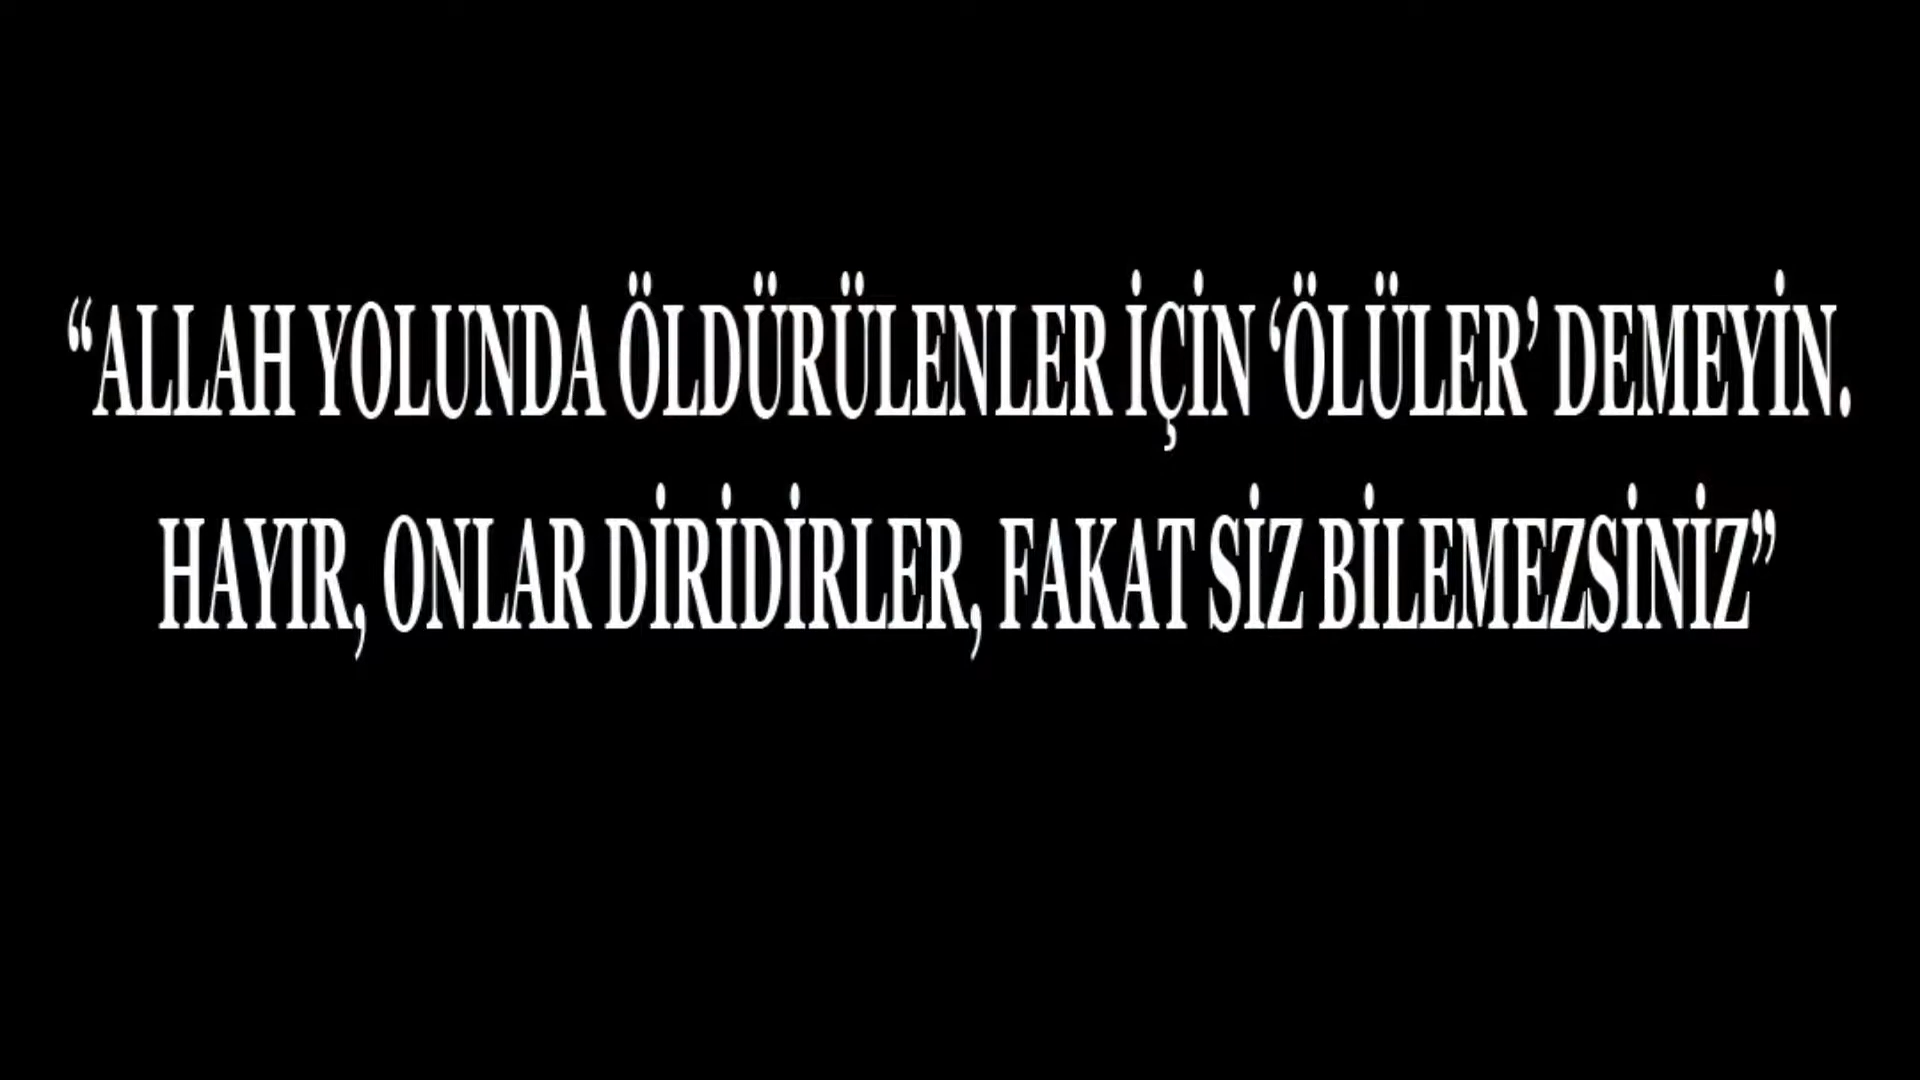 “ALLAH YOLUNDA ÖLDÜRÜLENLER İÇİN ‘ÖLÜLER’ DEMEYİN.
HAYIR, ONLAR DİRİDİRLER, FAKAT SİZ BİLEMEZSİNİZ”